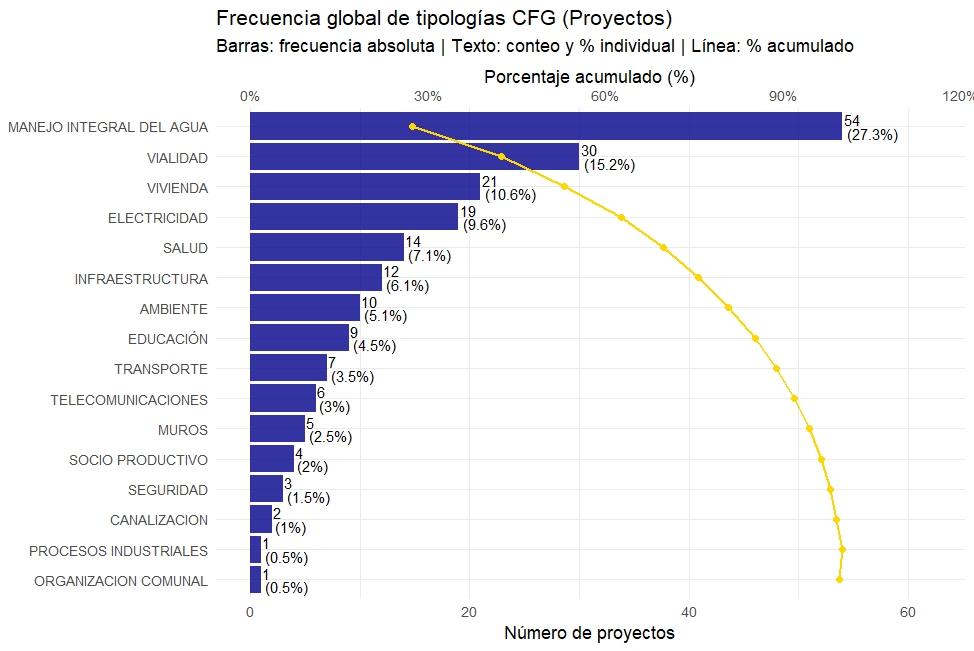 Frecuencia global de tipologías CFG (Proyectos)
Barras: frecuencia absoluta | Texto: conteo y % individual | Línea: % acumulado
Porcentaje acumulado (%)
0% 30% 60% 90% 120%
MANEJO INTEGRAL DEL AGUA 54
(27.3%)
VIALIDAD 30
(15.2%)
VIVIENDA 21
(10.6%)
ELECTRICIDAD 19
(9.6%)
SALUD 14
(7.1%)
INFRAESTRUCTURA 12
(6.1%)
AMBIENTE 10
(5.1%)
EDUCACIÓN 9
(4.5%)
TRANSPORTE 7
(3.5%)
TELECOMUNICACIONES 6
(3%)
MUROS 5
(2.5%)
SOCIO PRODUCTIVO 4
(2%)
SEGURIDAD 3
(1.5%)
CANALIZACION 2
(1%)
PROCESOS INDUSTRIALES 1
(0.5%)
ORGANIZACION COMUNAL 1
(0.5%)
0 20 40 60
Número de proyectos